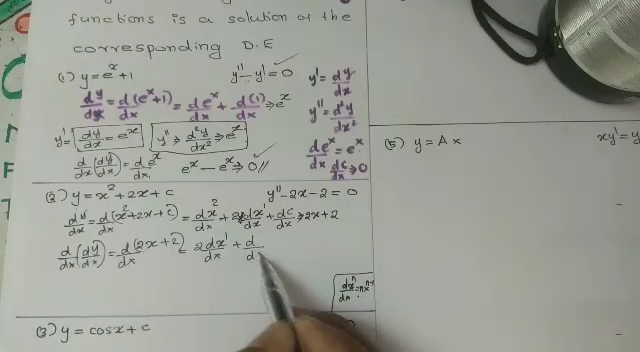 functions is a solution of the
corresponding D.E
(1) y = e^x + 1 y'' - y' = 0 ✓
dy/dx = d(e^x+1)/dx = de^x/dx + d(1)/dx ⇒ e^x
y' = dy/dx = e^x y'' ⇒ d²y/dx² ⇒ e^x
d/dx (dy/dx) = d/dx e^x e^x - e^x ⇒ 0 // ✓
y' = dy/dx
y'' = d²y/dx²
de^x/dx = e^x
dc/dx ⇒ 0
(2) y = x² + 2x + c y'' - 2x - 2 = 0
dy/dx = d(x²+2x+c)/dx = dx²/dx + 2dx'/dx + dc/dx ⇒ 2x + 2
d/dx (dy/dx) = d(2x+2)/dx = 2dx'/dx + d/d
dx^n/dx = nx^n-1
(3) y = cosx + c
(5) y = Ax xy' = y